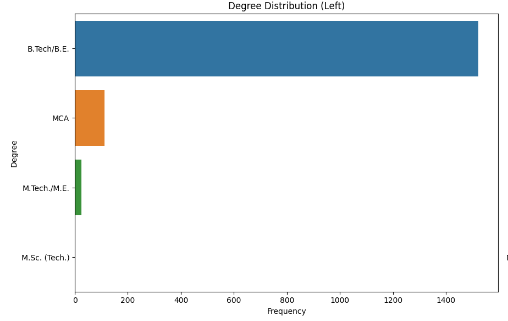 Degree Distribution (Left)
B.Tech/B.E.
MCA
M.Tech./M.E.
M.Sc. (Tech.)
Degree
0 200 400 600 800 1000 1200 1400
Frequency